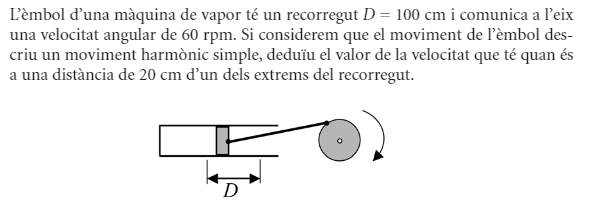 L’èmbol d’una màquina de vapor té un recorregut D = 100 cm i comunica a l’eix
una velocitat angular de 60 rpm. Si considerem que el moviment de l’èmbol des-
criu un moviment harmònic simple, deduïu el valor de la velocitat que té quan és
a una distància de 20 cm d’un dels extrems del recorregut.
D